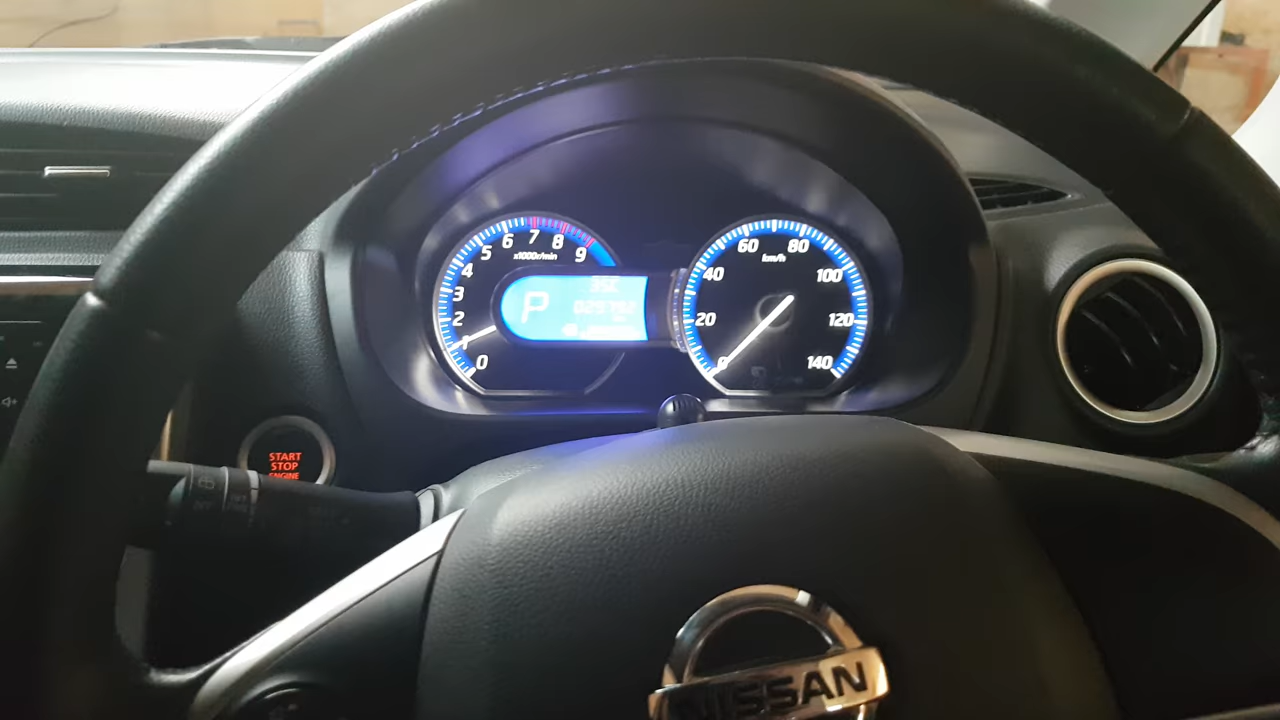 0 1 2 3 4 5 6 7 8 9
x1000r/min
P
0 20 40 60 80 100 120 140
km/h
START
STOP
ENGINE
NISSAN